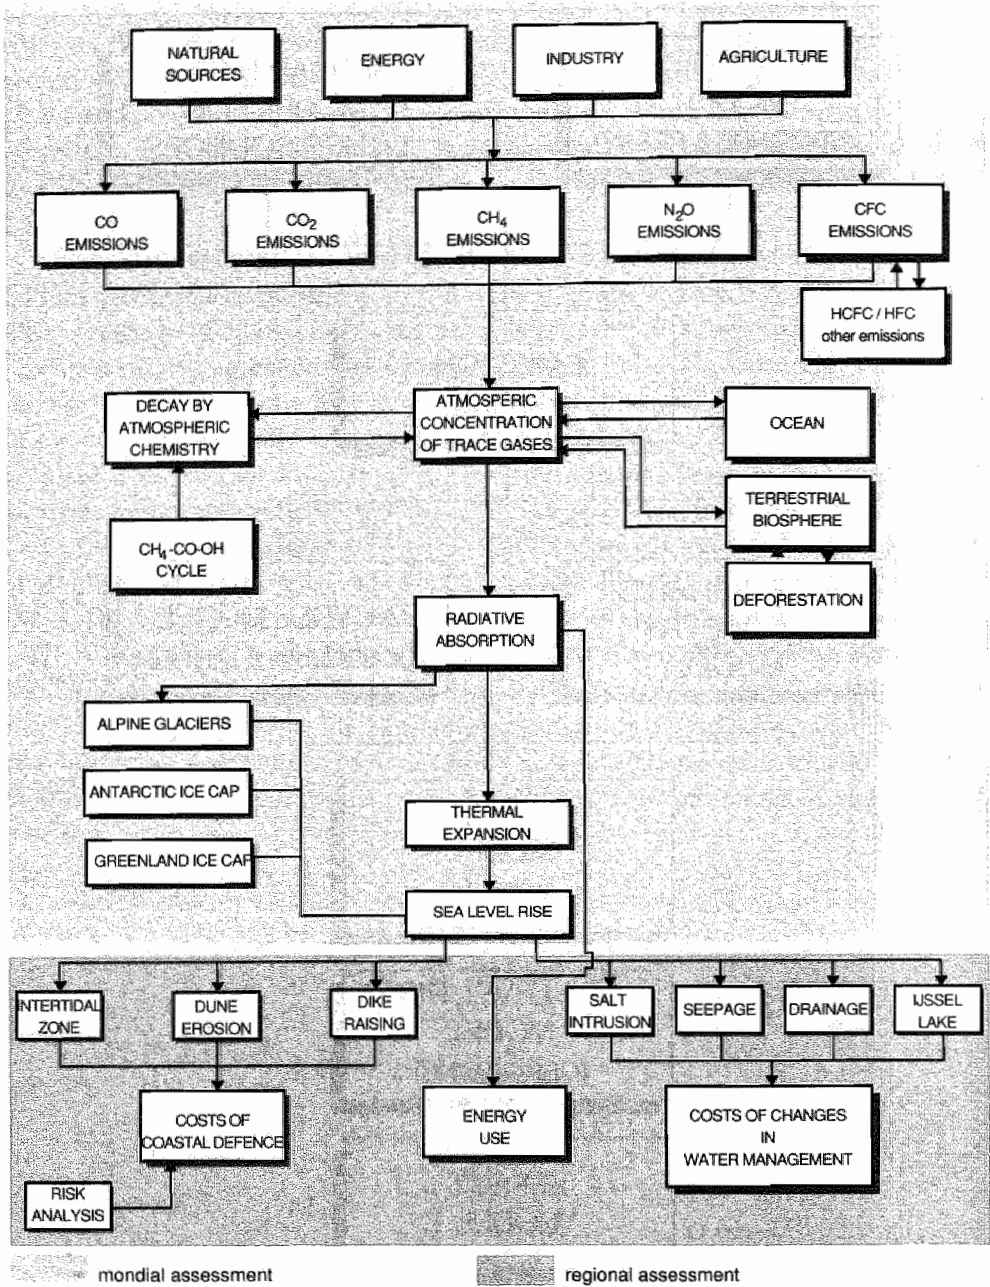 NATURAL
SOURCES
ENERGY
INDUSTRY
AGRICULTURE
CO
EMISSIONS
CO2
EMISSIONS
CH4
EMISSIONS
N2O
EMISSIONS
CFC
EMISSIONS
HCFC / HFC
other emissions
DECAY BY
ATMOSPHERIC
CHEMISTRY
ATMOSPERIC
CONCENTRATION
OF TRACE GASES
OCEAN
TERRESTRIAL
BIOSPHERE
CH4-CO-OH
CYCLE
DEFORESTATION
RADIATIVE
ABSORPTION
ALPINE GLACIERS
ANTARCTIC ICE CAP
THERMAL
EXPANSION
GREENLAND ICE CAP
SEA LEVEL RISE
INTERTIDAL
ZONE
DUNE
EROSION
DIKE
RAISING
SALT
INTRUSION
SEEPAGE
DRAINAGE
IJSSEL
LAKE
COSTS OF
COASTAL DEFENCE
ENERGY
USE
COSTS OF CHANGES
IN
WATER MANAGEMENT
RISK
ANALYSIS
mondial assessment
regional assessment